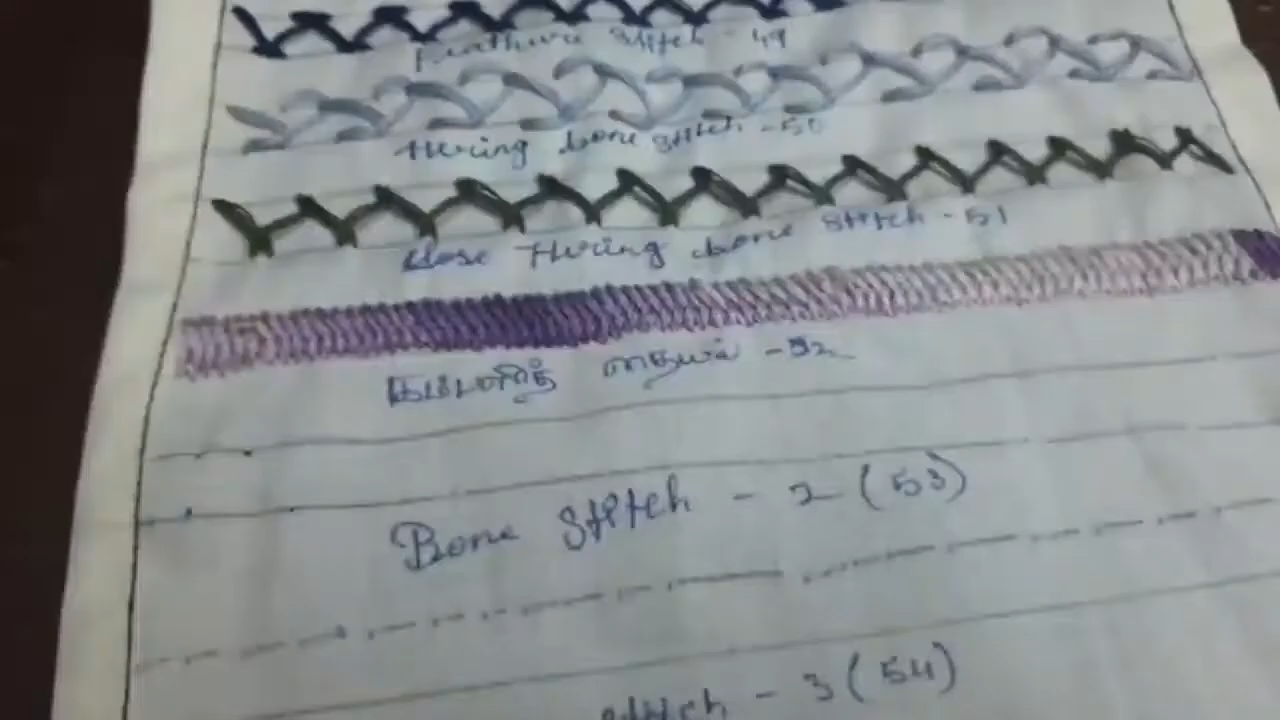 Feathure stitch - 49
Hering bone stitch - 50
close Hering bone stitch - 51
தையல் - 52
Bone stitch - 2 (53)
stitch - 3 (54)